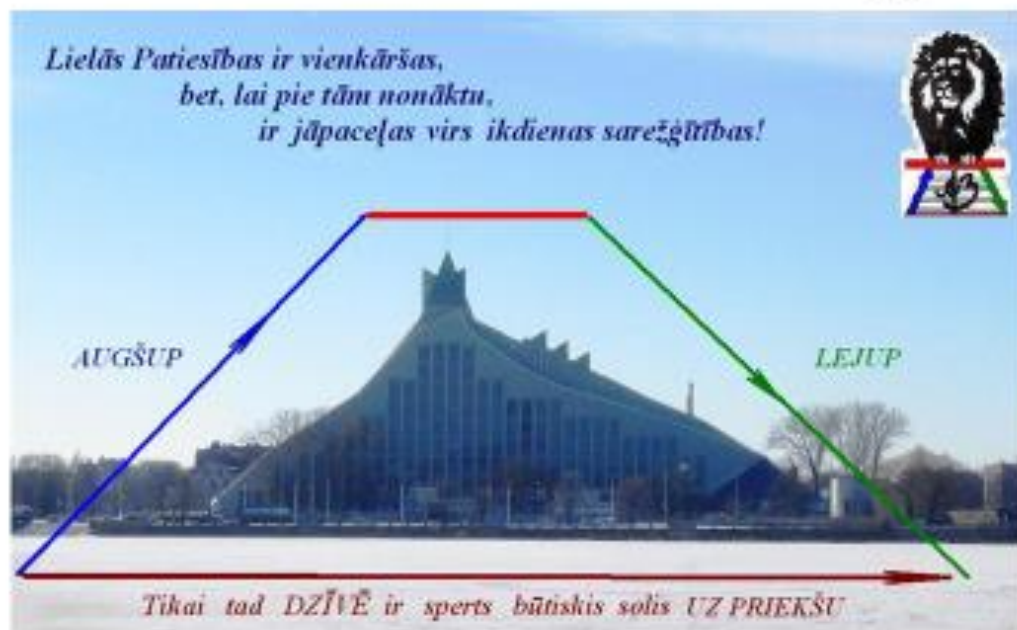 Lielās Patiesības ir vienkāršas,
bet, lai pie tām nonāktu,
ir jāpaceļas virs ikdienas sarežģītības!
AUGŠUP
LEJUP
Tikai tad DZĪVĒ ir sperts būtiskis solis UZ PRIEKŠU